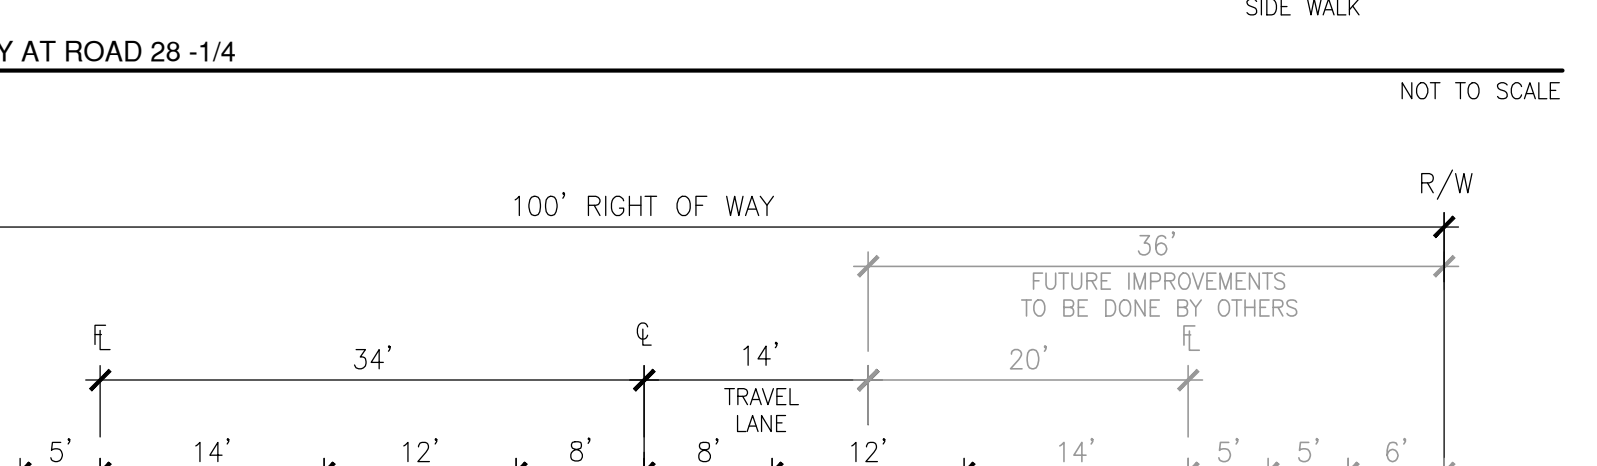 SIDE WALK
Y AT ROAD 28 -1/4
NOT TO SCALE
R/W
100' RIGHT OF WAY
36'
FUTURE IMPROVEMENTS
TO BE DONE BY OTHERS
FL CL FL
34' 14' 20'
TRAVEL
LANE
5' 14' 12' 8' 8' 12' 14' 5' 5' 6'